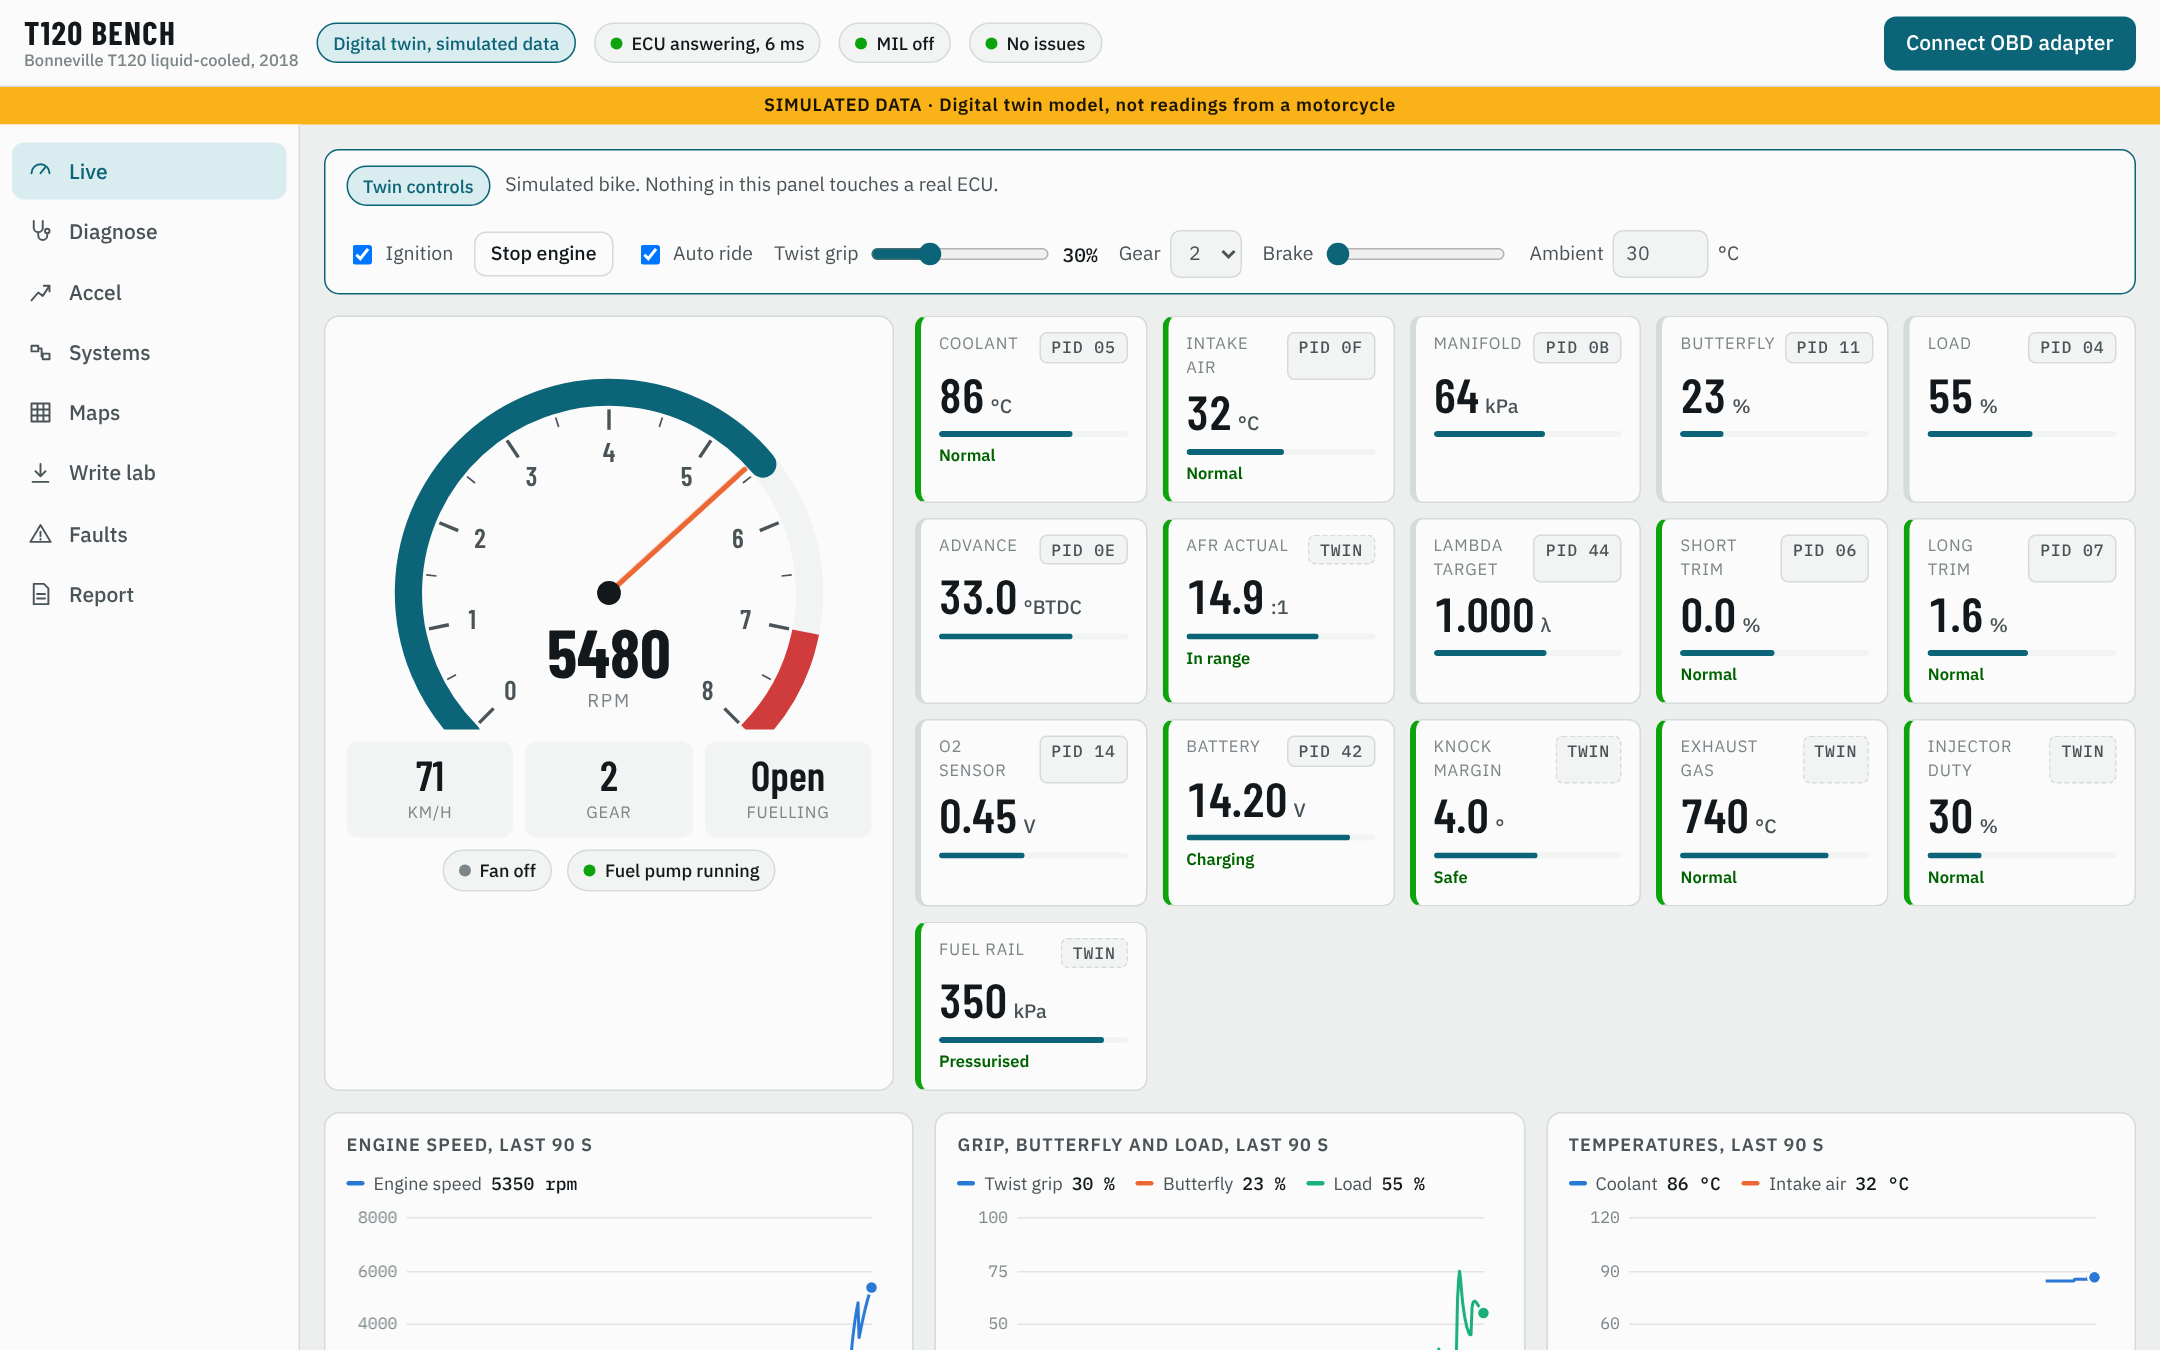 T120 BENCH
Bonneville T120 liquid-cooled, 2018
Digital twin, simulated data
ECU answering, 6 ms
MIL off
No issues
Connect OBD adapter
SIMULATED DATA · Digital twin model, not readings from a motorcycle
Live
Diagnose
Accel
Systems
Maps
Write lab
Faults
Report
Twin controls
Simulated bike. Nothing in this panel touches a real ECU.
Ignition
Stop engine
Auto ride
Twist grip
30%
Gear
2
Brake
Ambient
30
°C
0
1
2
3
4
5
6
7
8
5480
RPM
71
KM/H
2
GEAR
Open
FUELLING
Fan off
Fuel pump running
COOLANT
PID 05
86 °C
Normal
INTAKE
AIR
PID 0F
32 °C
Normal
MANIFOLD
PID 0B
64 kPa
BUTTERFLY
PID 11
23 %
LOAD
PID 04
55 %
ADVANCE
PID 0E
33.0 °BTDC
AFR ACTUAL
TWIN
14.9 :1
In range
LAMBDA
TARGET
PID 44
1.000 λ
SHORT
TRIM
PID 06
0.0 %
Normal
LONG
TRIM
PID 07
1.6 %
Normal
O2
SENSOR
PID 14
0.45 V
BATTERY
PID 42
14.20 V
Charging
KNOCK
MARGIN
TWIN
4.0 °
Safe
EXHAUST
GAS
TWIN
740 °C
Normal
INJECTOR
DUTY
TWIN
30 %
Normal
FUEL RAIL
TWIN
350 kPa
Pressurised
ENGINE SPEED, LAST 90 S
Engine speed 5350 rpm
8000
6000
4000
GRIP, BUTTERFLY AND LOAD, LAST 90 S
Twist grip 30 % Butterfly 23 % Load 55 %
100
75
50
TEMPERATURES, LAST 90 S
Coolant 86 °C Intake air 32 °C
120
90
60